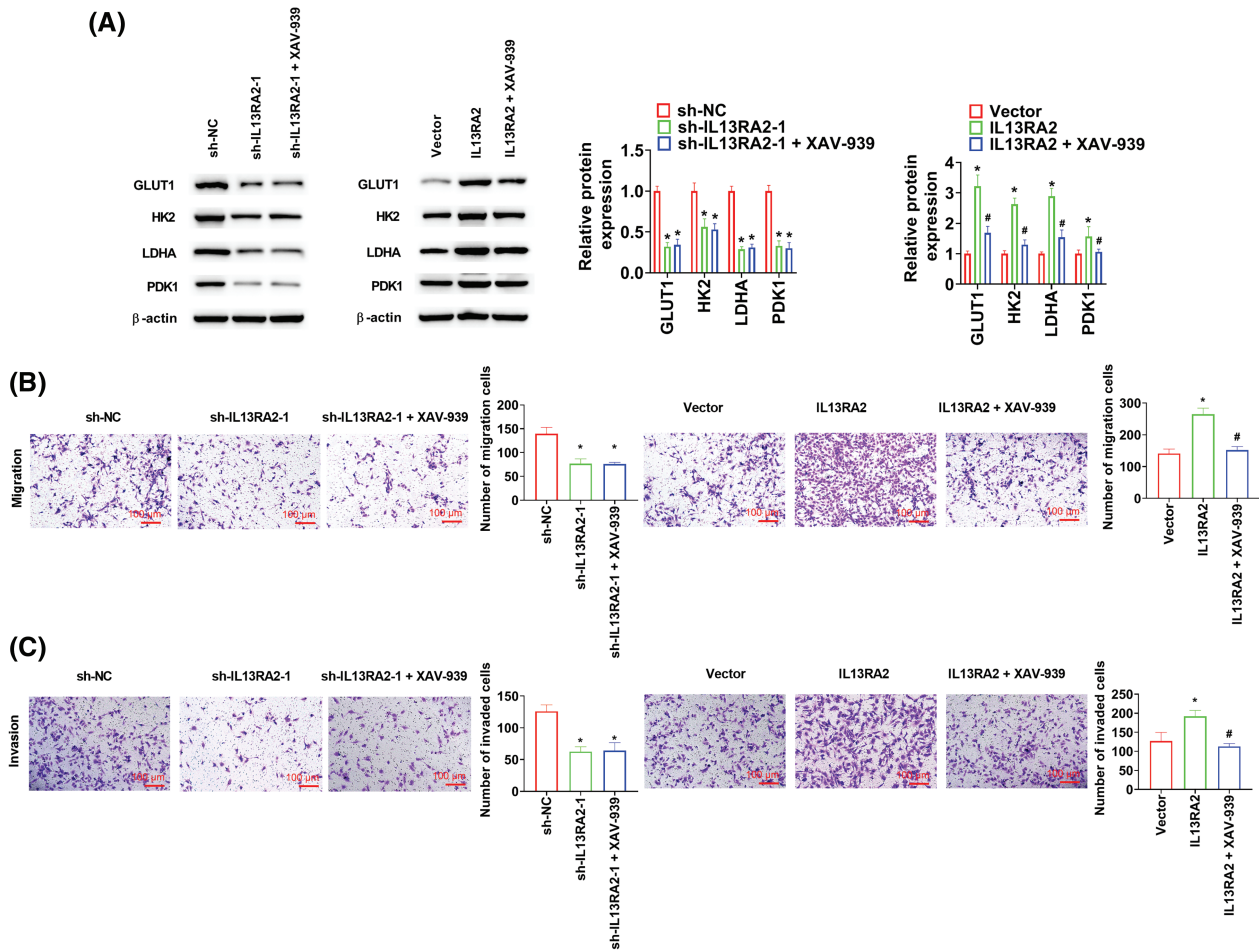 (A)
sh-NC
sh-IL13RA2-1
sh-IL13RA2-1 + XAV-939
GLUT1
HK2
LDHA
PDK1
β-actin
Vector
IL13RA2
IL13RA2 + XAV-939
GLUT1
HK2
LDHA
PDK1
β-actin
sh-NC
sh-IL13RA2-1
sh-IL13RA2-1 + XAV-939
Relative protein
expression
1.5
1.0
0.5
0.0
* * * * * * * *
GLUT1
HK2
LDHA
PDK1
Vector
IL13RA2
IL13RA2 + XAV-939
Relative protein
expression
4
3
2
1
0
* # * # * # * #
GLUT1
HK2
LDHA
PDK1
(B)
Migration
sh-NC
sh-IL13RA2-1
sh-IL13RA2-1 + XAV-939
100 μm
100 μm
100 μm
Number of migration cells
200
150
100
50
0
* *
sh-NC
sh-IL13RA2-1
sh-IL13RA2-1 + XAV-939
Vector
IL13RA2
IL13RA2 + XAV-939
100 μm
100 μm
100 μm
Number of migration cells
300
200
100
0
* #
Vector
IL13RA2
IL13RA2 + XAV-939
(C)
Invasion
sh-NC
sh-IL13RA2-1
sh-IL13RA2-1 + XAV-939
100 μm
100 μm
100 μm
Number of invaded cells
150
100
50
0
* *
sh-NC
sh-IL13RA2-1
sh-IL13RA2-1 + XAV-939
Vector
IL13RA2
IL13RA2 + XAV-939
100 μm
100 μm
100 μm
Number of invaded cells
250
200
150
100
50
0
* #
Vector
IL13RA2
IL13RA2 + XAV-939